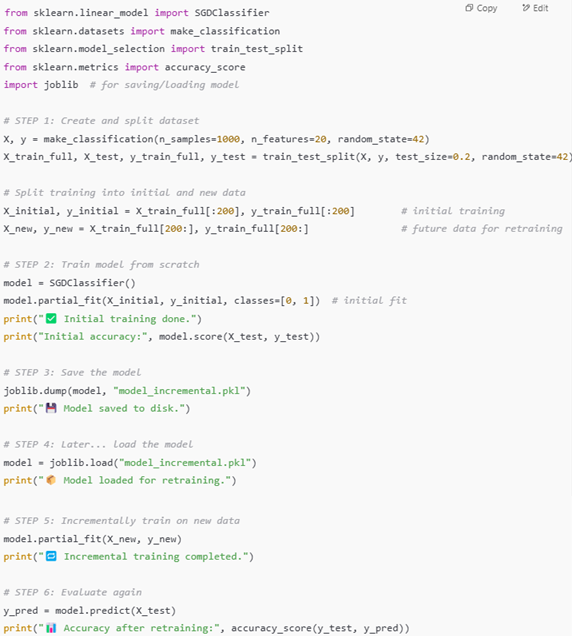 Copy Edit
from sklearn.linear_model import SGDClassifier
from sklearn.datasets import make_classification
from sklearn.model_selection import train_test_split
from sklearn.metrics import accuracy_score
import joblib  # for saving/loading model
# STEP 1: Create and split dataset
X, y = make_classification(n_samples=1000, n_features=20, random_state=42)
X_train_full, X_test, y_train_full, y_test = train_test_split(X, y, test_size=0.2, random_state=42)
# Split training into initial and new data
X_initial, y_initial = X_train_full[:200], y_train_full[:200]       # initial training
X_new, y_new = X_train_full[200:], y_train_full[200:]              # future data for retraining
# STEP 2: Train model from scratch
model = SGDClassifier()
model.partial_fit(X_initial, y_initial, classes=[0, 1])  # initial fit
print("✅ Initial training done.")
print("Initial accuracy:", model.score(X_test, y_test))
# STEP 3: Save the model
joblib.dump(model, "model_incremental.pkl")
print("💾 Model saved to disk.")
# STEP 4: Later... load the model
model = joblib.load("model_incremental.pkl")
print("📦 Model loaded for retraining.")
# STEP 5: Incrementally train on new data
model.partial_fit(X_new, y_new)
print("🔁 Incremental training completed.")
# STEP 6: Evaluate again
y_pred = model.predict(X_test)
print("📊 Accuracy after retraining:", accuracy_score(y_test, y_pred))